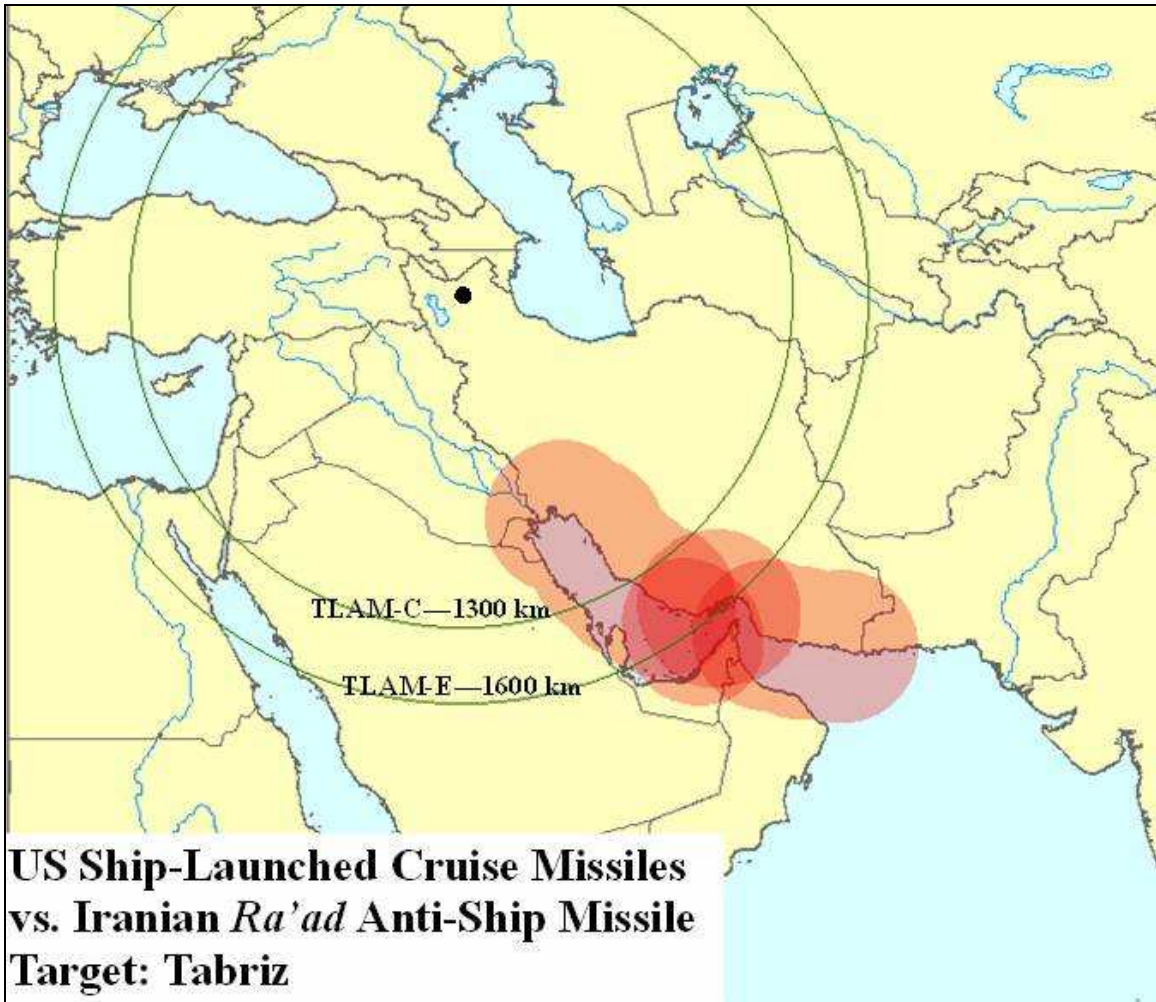 TLAM-C—1300 km
TLAM-E—1600 km
US Ship-Launched Cruise Missiles
vs. Iranian Ra’ad Anti-Ship Missile
Target: Tabriz